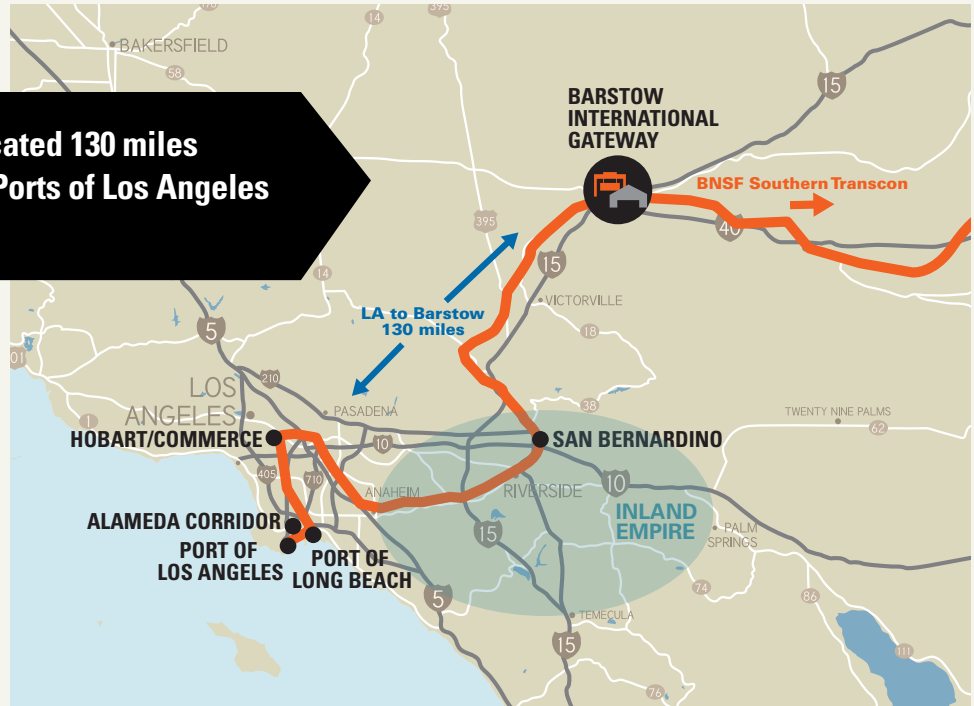 395
14
BAKERSFIELD
58
15
BARSTOW
INTERNATIONAL
GATEWAY
cated 130 miles
Ports of Los Angeles
BNSF Southern Transcon
395
40
15
14
VICTORVILLE
LA to Barstow
130 miles
18
5
101
210
LOS
ANGELES
PASADENA
38
TWENTY NINE PALMS
62
1
HOBART/COMMERCE
10
SAN BERNARDINO
405
710
ANAHEIM
RIVERSIDE
10
INLAND
EMPIRE
ALAMEDA CORRIDOR
15
PALM
SPRINGS
PORT OF
LOS ANGELES
PORT OF
LONG BEACH
74
86
5
TEMECULA
15
111
76